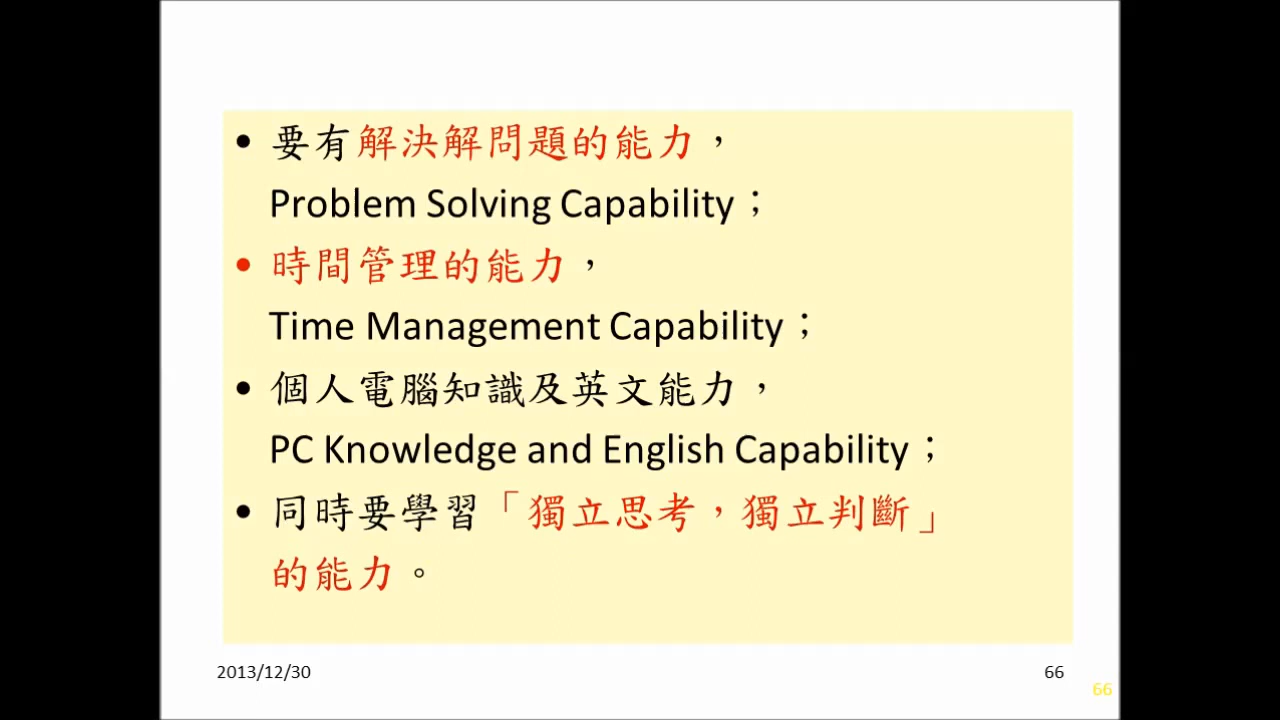 • 要有解決解問題的能力，
Problem Solving Capability；
• 時間管理的能力，
Time Management Capability；
• 個人電腦知識及英文能力，
PC Knowledge and English Capability；
• 同時要學習「獨立思考，獨立判斷」
的能力。
2013/12/30
66
66